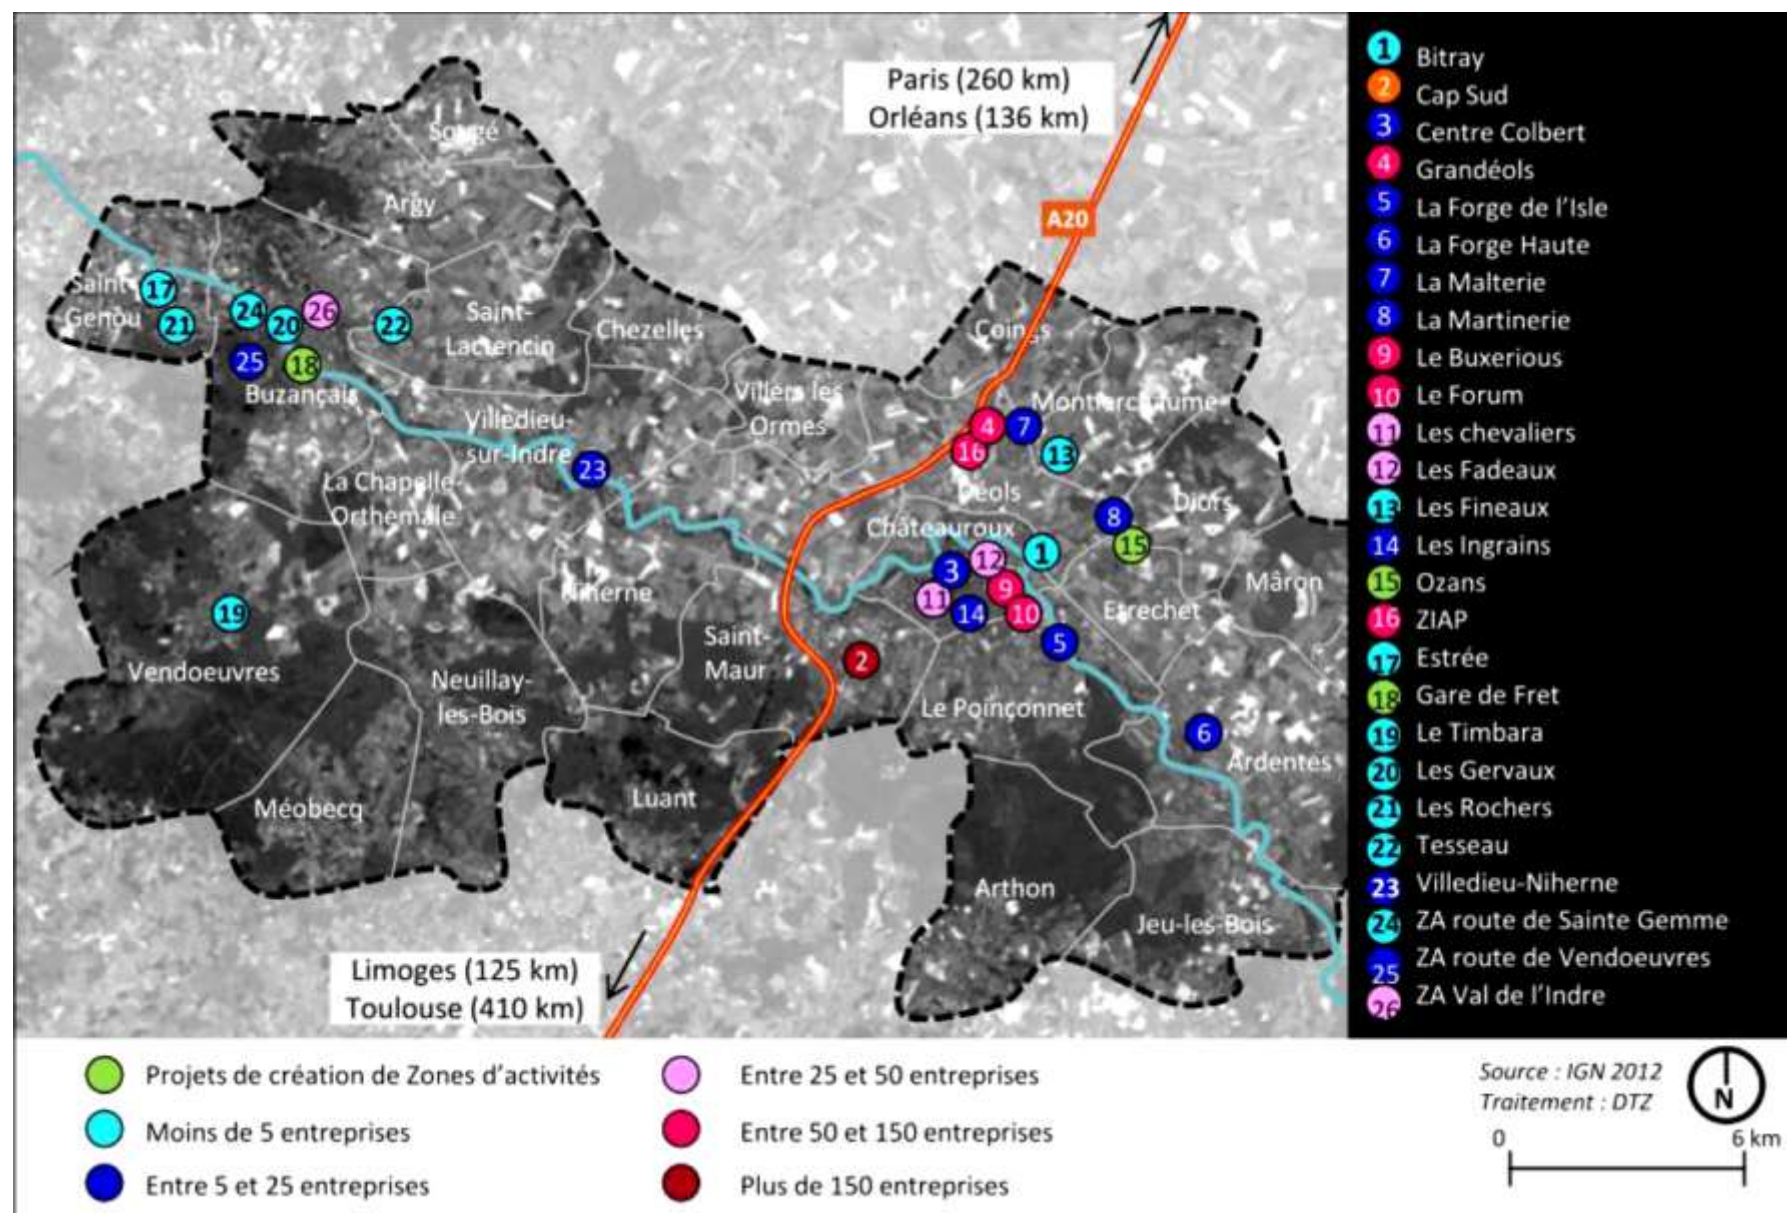 Paris (260 km)
Orléans (136 km)
A20
Sougé
Argy
Saint-
Genou
17
21
24
20
26
22
25
18
Buzançais
Saint-
Lactencin
Chezelles
Coings
Villers les
Ormes
Montierchaume
4
7
16
13
Déols
Villedieu-
sur-Indre
23
La Chapelle-
Orthemale
8
Diors
15
Châteauroux
12
1
3
9
11
14
10
5
Etrechet
Mâron
Niherne
19
Vendoeuvres
Saint-
Maur
2
Neuillay-
les-Bois
Le Poinçonnet
6
Ardentes
Méobecq
Luant
Arthon
Jeu-les-Bois
Limoges (125 km)
Toulouse (410 km)
1 Bitray
2 Cap Sud
3 Centre Colbert
4 Grandéols
5 La Forge de l’Isle
6 La Forge Haute
7 La Malterie
8 La Martinerie
9 Le Buxerious
10 Le Forum
11 Les chevaliers
12 Les Fadeaux
13 Les Fineaux
14 Les Ingrains
15 Ozans
16 ZIAP
17 Estrée
18 Gare de Fret
19 Le Timbara
20 Les Gervaux
21 Les Rochers
22 Tesseau
23 Villedieu-Niherne
24 ZA route de Sainte Gemme
25 ZA route de Vendoeuvres
26 ZA Val de l’Indre
Projets de création de Zones d’activités
Moins de 5 entreprises
Entre 5 et 25 entreprises
Entre 25 et 50 entreprises
Entre 50 et 150 entreprises
Plus de 150 entreprises
Source : IGN 2012
Traitement : DTZ
N
0 6 km